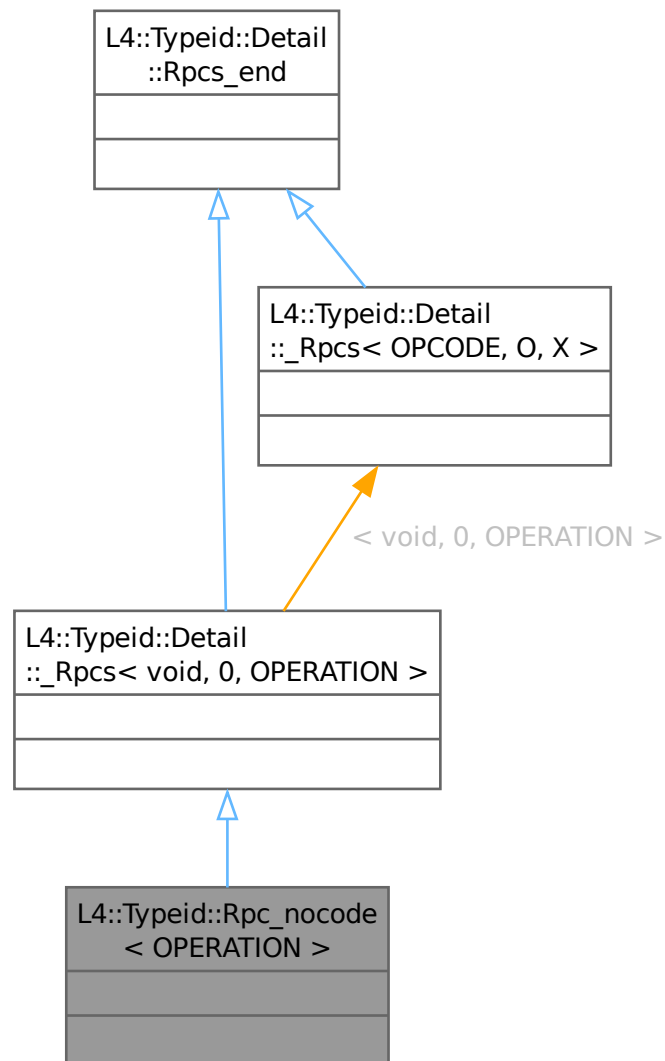 L4::Typeid::Detail
::Rpcs_end
L4::Typeid::Detail
::_Rpcs< OPCODE, O, X >
< void, 0, OPERATION >
L4::Typeid::Detail
::_Rpcs< void, 0, OPERATION >
L4::Typeid::Rpc_nocode
< OPERATION >